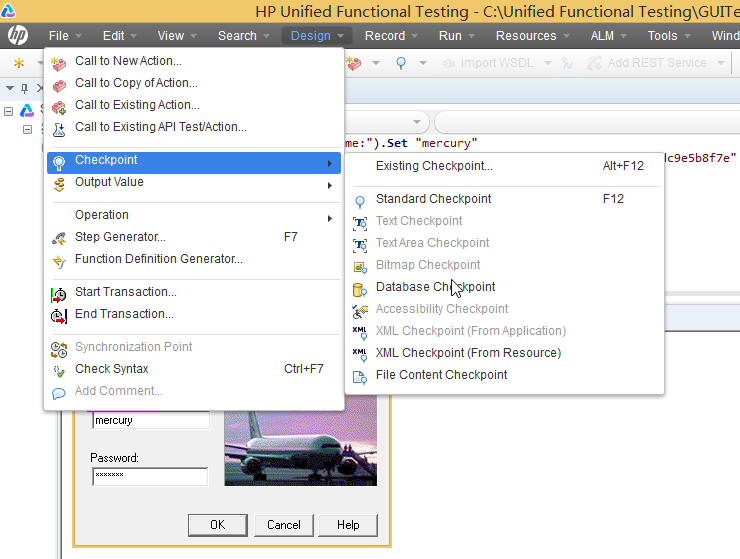 HP Unified Functional Testing - C:\Unified Functional Testing\GUITe
hp File Edit View Search Design Record Run Resources ALM Tools Wind
Import WSDL Add REST Service
Call to New Action...
Call to Copy of Action...
Call to Existing Action...
Call to Existing API Test/Action...
Checkpoint
Output Value
Operation
Step Generator... F7
Function Definition Generator...
Start Transaction...
End Transaction...
Synchronization Point
Check Syntax Ctrl+F7
Add Comment...
me:").Set "mercury"
dc9e5b8f7e"
Existing Checkpoint... Alt+F12
Standard Checkpoint F12
Text Checkpoint
Text Area Checkpoint
Bitmap Checkpoint
Database Checkpoint
Accessibility Checkpoint
XML Checkpoint (From Application)
XML Checkpoint (From Resource)
File Content Checkpoint
mercury
Password:
xxxxxxx
OK Cancel Help